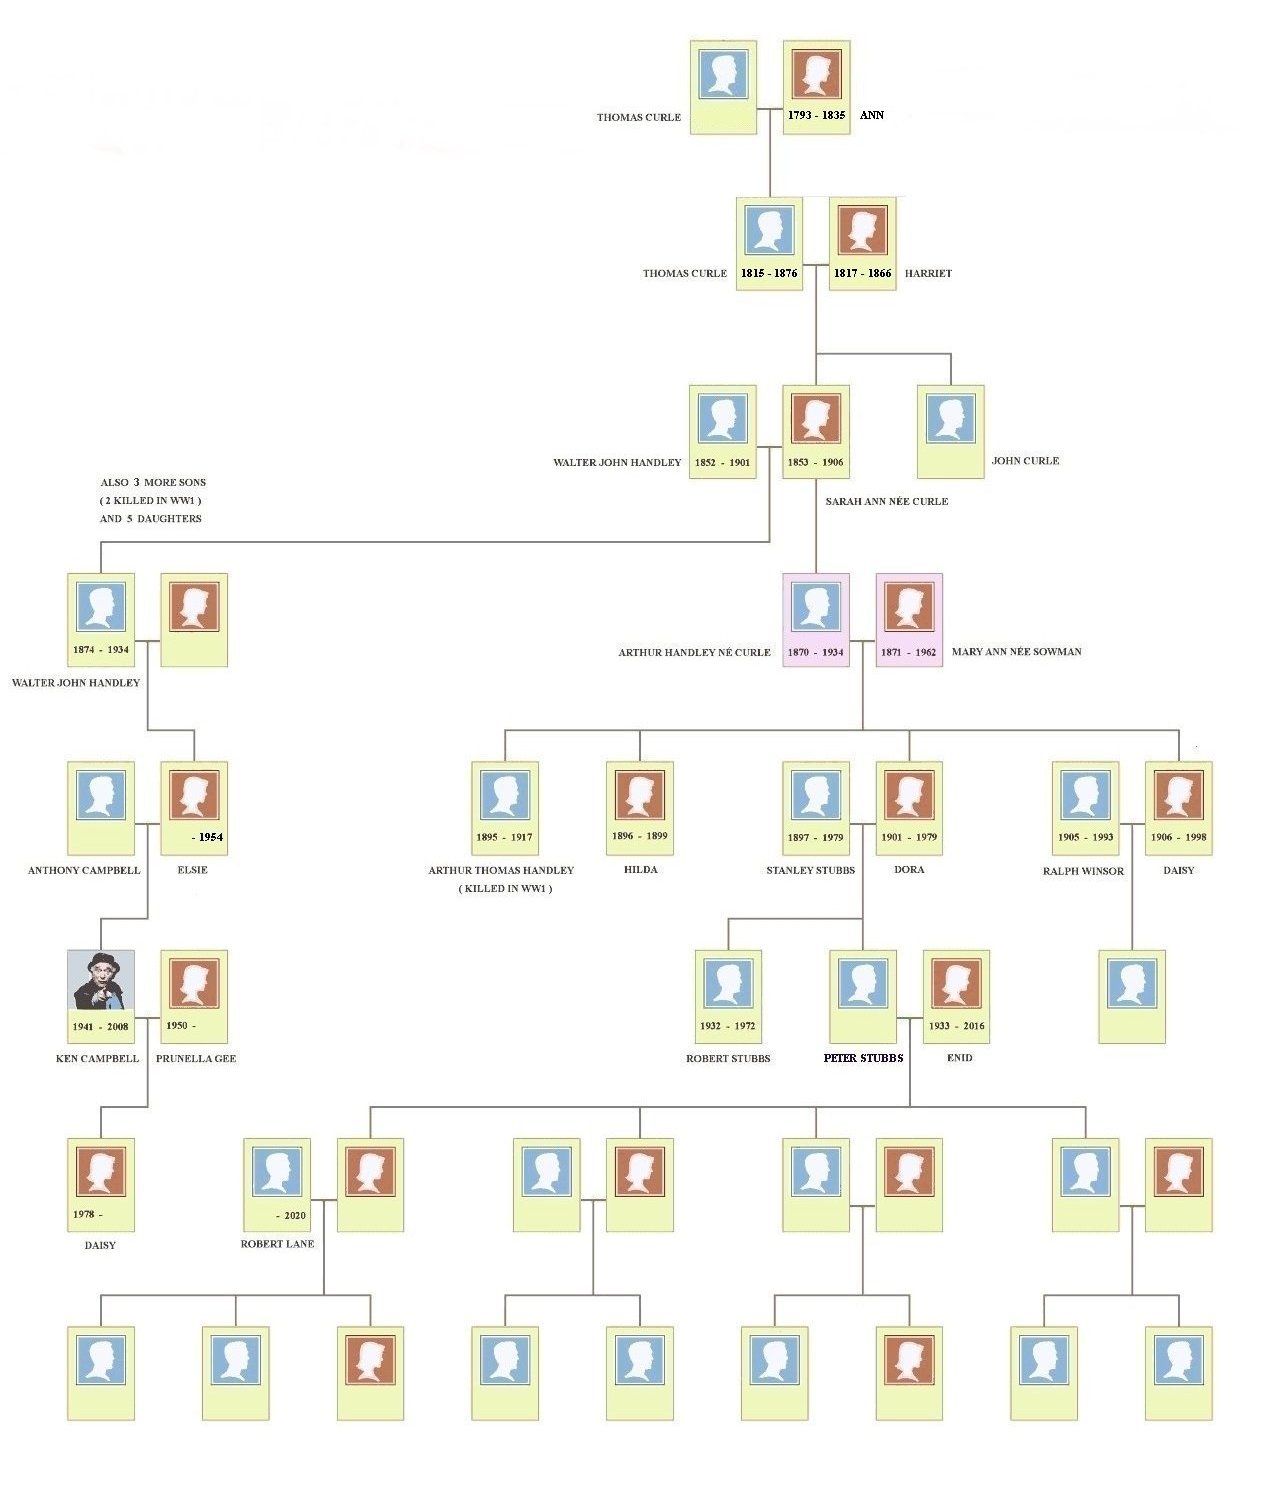 THOMAS CURLE
1793 - 1835 ANN
THOMAS CURLE
1815 - 1876
1817 - 1866
HARRIET
WALTER JOHN HANDLEY
1852 - 1901
1853 - 1906
JOHN CURLE
SARAH ANN NÉE CURLE
ALSO 3 MORE SONS
( 2 KILLED IN WW1 )
AND 5 DAUGHTERS
1874 - 1934
WALTER JOHN HANDLEY
ARTHUR HANDLEY NÉ CURLE
1870 - 1934
1871 - 1962
MARY ANN NÉE SOWMAN
- 1954
1895 - 1917
1896 - 1899
1897 - 1979
1901 - 1979
1905 - 1993
1906 - 1998
ANTHONY CAMPBELL
ELSIE
ARTHUR THOMAS HANDLEY
( KILLED IN WW1 )
HILDA
STANLEY STUBBS
DORA
RALPH WINSOR
DAISY
1941 - 2008
1950 -
1932 - 1972
1933 - 2016
KEN CAMPBELL
PRUNELLA GEE
ROBERT STUBBS
PETER STUBBS
ENID
1978 -
- 2020
DAISY
ROBERT LANE